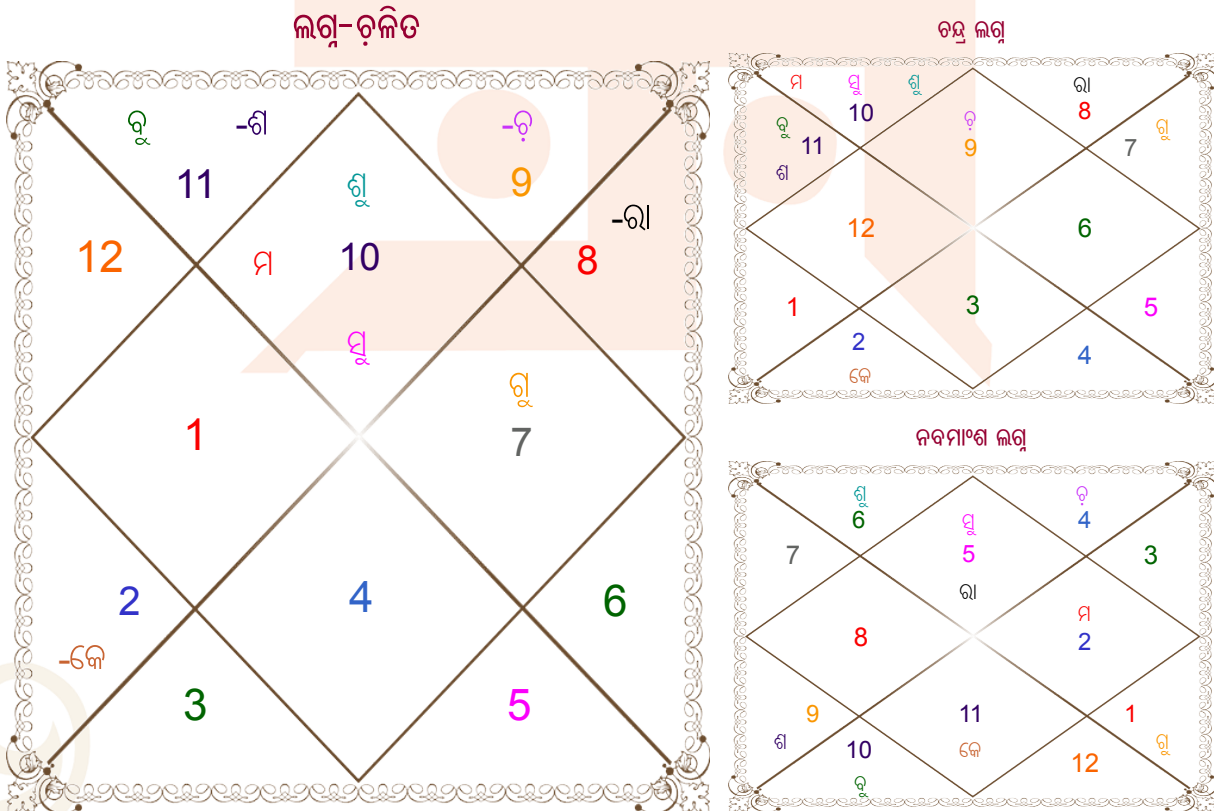 ଲଗ୍ନ-ଚ଼ଳିତ
ବୁ -ଶ
11
12
ଶୁ
ମ 10
ସୁ
-ଚ଼
9
-ରା
8
1
ଗୁ
7
2
-କେ
3
4
6
5
ଚନ୍ଦ୍ର ଲଗ୍ନ
ମ ସୁ ଶୁ
10
ବୁ 11
ଶ
ଚ଼
9
ରା
8
7 ଗୁ
12
6
1
2
କେ
3
5
4
ନବମାଂଶ ଲଗ୍ନ
ଶୁ
6
7
ସୁ
5
ରା
ଚ଼
4
3
8
ମ
2
9
ଶ
10
ବୁ
11
କେ
1
ଗୁ
12